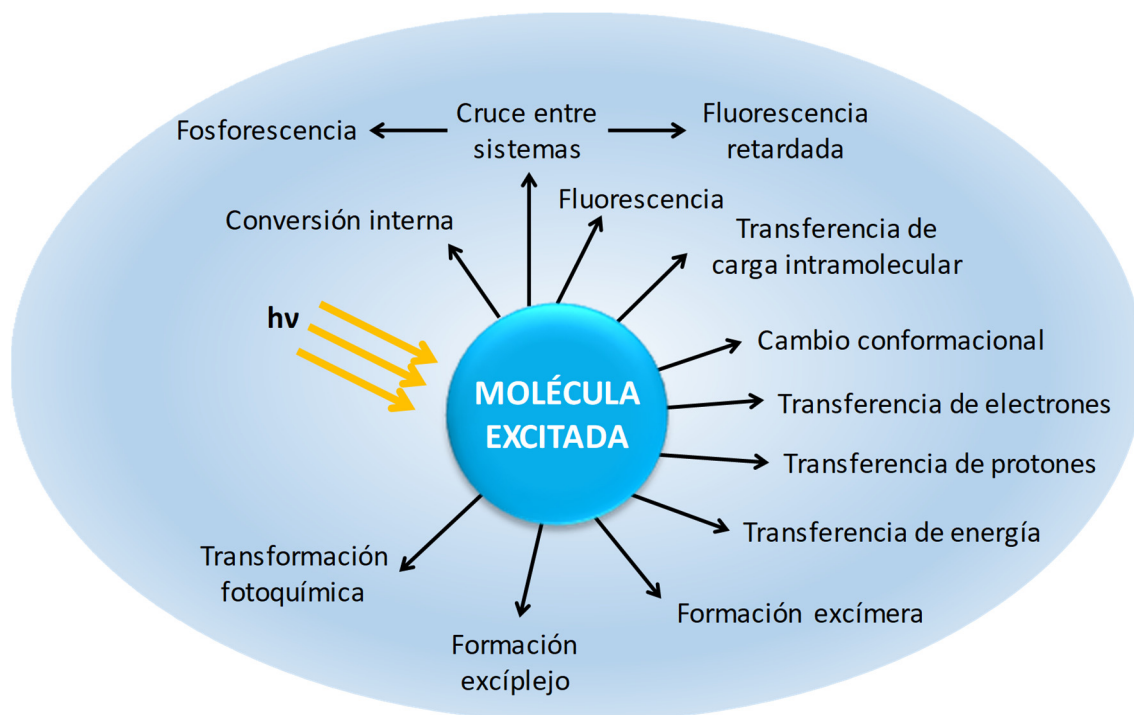 Fosforescencia
Cruce entre
sistemas
Fluorescencia
retardada
Conversión interna
Fluorescencia
Transferencia de
carga intramolecular
hν
Cambio conformacional
MOLÉCULA
EXCITADA
Transferencia de electrones
Transferencia de protones
Transferencia de energía
Transformación
fotoquímica
Formación excímera
Formación
excíplejo